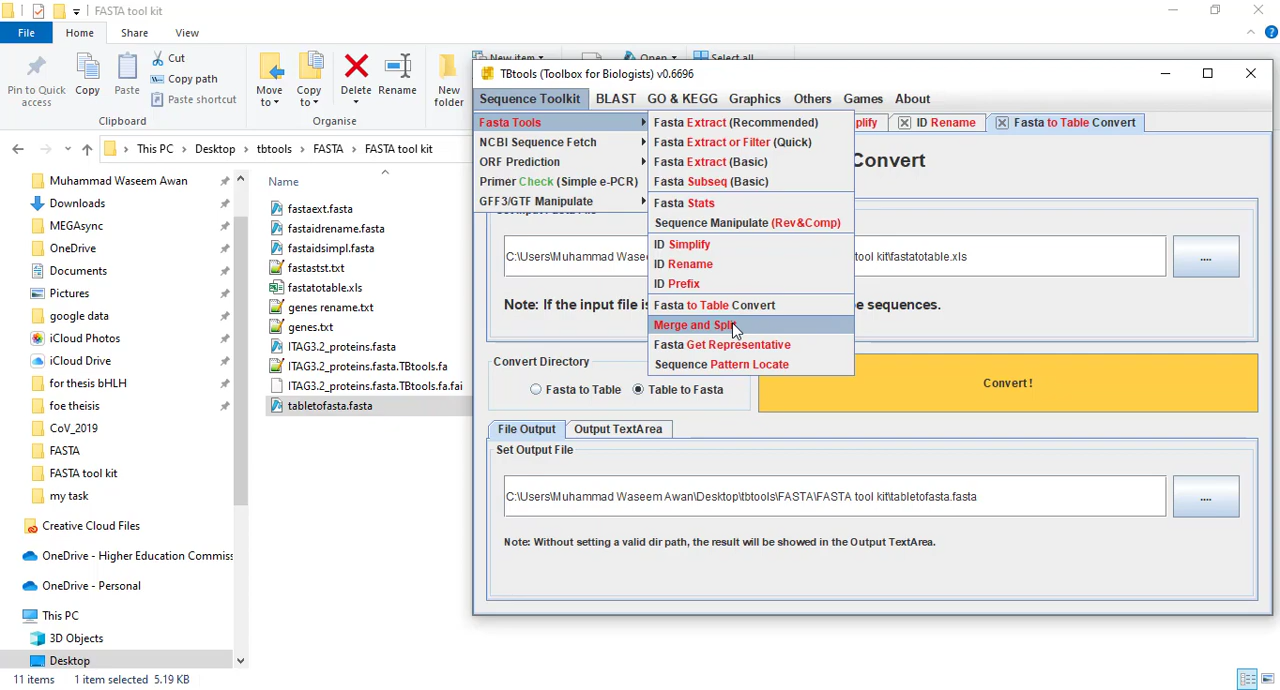 FASTA tool kit
File
Home
Share
View
Pin to Quick access
Copy
Paste
Cut
Copy path
Paste shortcut
Clipboard
Move to
Copy to
Delete
Rename
Organise
New folder
New item
Open
Select all
This PC
Desktop
tbtools
FASTA
FASTA tool kit
Muhammad Waseem Awan
Downloads
MEGAsync
OneDrive
Documents
Pictures
google data
iCloud Photos
iCloud Drive
for thesis bHLH
foe theisis
CoV_2019
FASTA
FASTA tool kit
my task
Creative Cloud Files
OneDrive - Higher Education Commiss
OneDrive - Personal
This PC
3D Objects
Desktop
Name
fastaext.fasta
fastaidrename.fasta
fastaidsimpl.fasta
fastastst.txt
fastatotable.xls
genes rename.txt
genes.txt
ITAG3.2_proteins.fasta
ITAG3.2_proteins.fasta.TBtools.fa
ITAG3.2_proteins.fasta.TBtools.fa.fai
tabletofasta.fasta
11 items
1 item selected 5.19 KB
TBtools (Toolbox for Biologists) v0.6696
Sequence Toolkit
BLAST
GO & KEGG
Graphics
Others
Games
About
Fasta Tools
NCBI Sequence Fetch
ORF Prediction
Primer Check (Simple e-PCR)
GFF3/GTF Manipulate
Fasta Extract (Recommended)
Fasta Extract or Filter (Quick)
Fasta Extract (Basic)
Fasta Subseq (Basic)
Fasta Stats
Sequence Manipulate (Rev&Comp)
ID Simplify
ID Rename
ID Prefix
Fasta to Table Convert
Merge and Split
Fasta Get Representative
Sequence Pattern Locate
ID Rename
Fasta to Table Convert
Convert
C:\Users\Muhammad Wasee
tool kit\fastatotable.xls
....
Note: If the input file is
e sequences.
Convert Directory
Fasta to Table
Table to Fasta
Convert !
File Output
Output TextArea
Set Output File
C:\Users\Muhammad Waseem Awan\Desktop\tbtools\FASTA\FASTA tool kit\tabletofasta.fasta
....
Note: Without setting a valid dir path, the result will be showed in the Output TextArea.